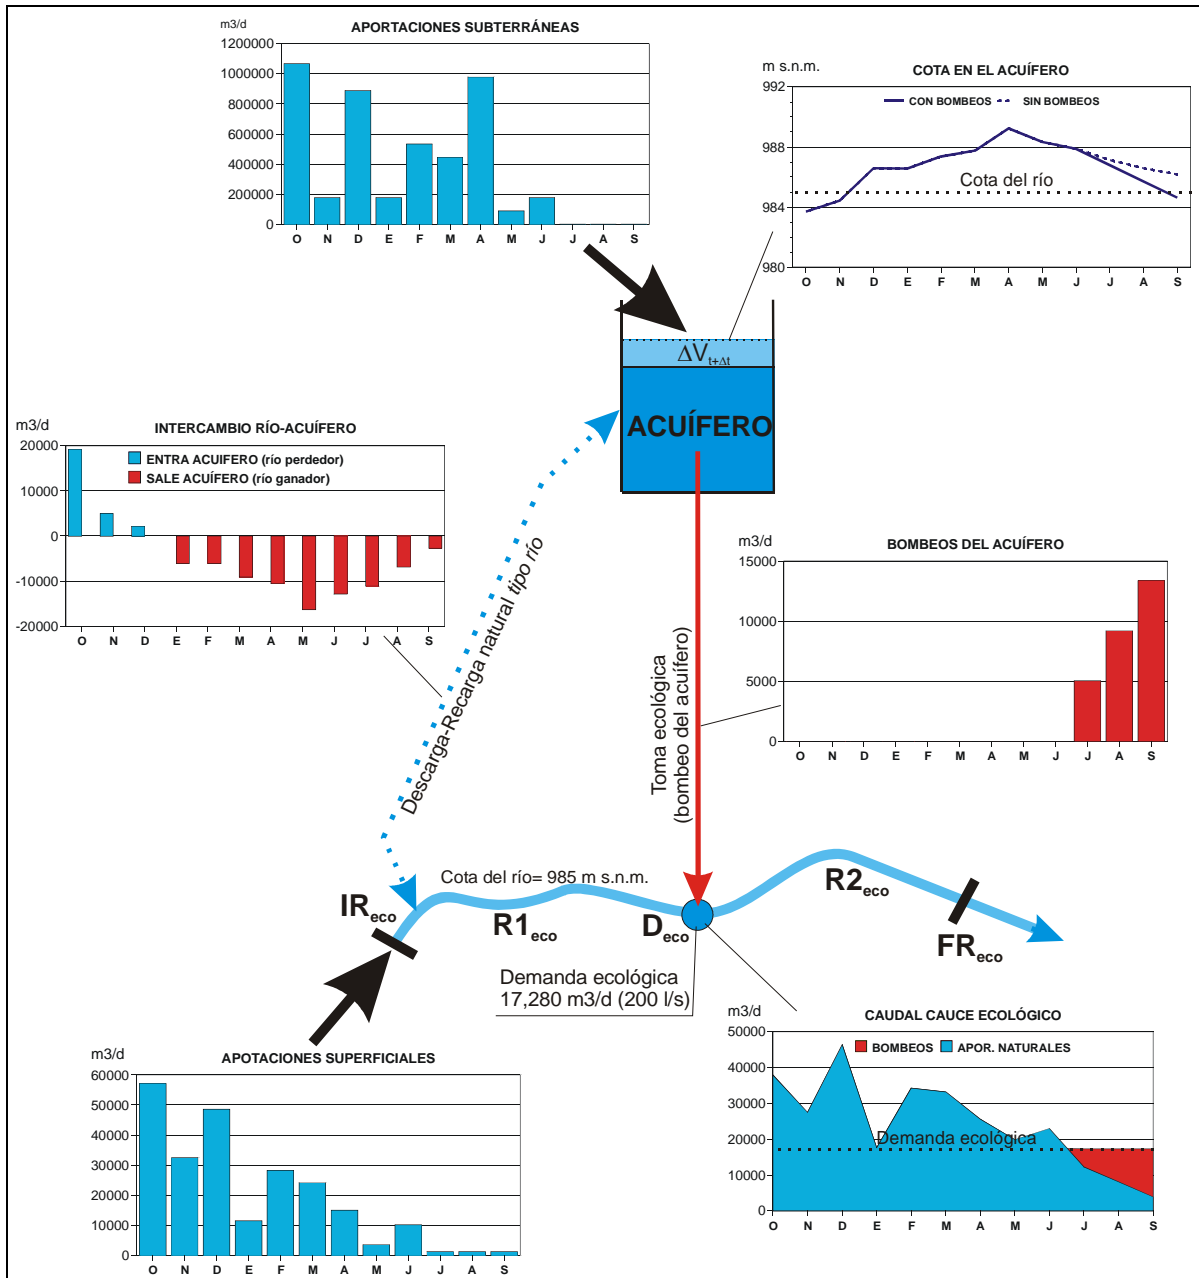 m3/d
APORTACIONES SUBTERRÁNEAS
1200000
1000000
800000
600000
400000
200000
0
O N D E F M A M J J A S
m s.n.m.
COTA EN EL ACUÍFERO
992
988
984
980
CON BOMBEOS SIN BOMBEOS
Cota del río
O N D E F M A M J J A S
ΔVt+Δt
ACUÍFERO
m3/d
INTERCAMBIO RÍO-ACUÍFERO
20000
10000
0
-10000
-20000
ENTRA ACUIFERO (río perdedor)
SALE ACUÍFERO (río ganador)
O N D E F M A M J J A S
Descarga-Recarga natural tipo río
Toma ecológica
(bombeo del acuífero)
m3/d
BOMBEOS DEL ACUÍFERO
15000
10000
5000
0
O N D E F M A M J J A S
Cota del río= 985 m s.n.m.
IReco
R1eco
Deco
R2eco
FReco
Demanda ecológica
17,280 m3/d (200 l/s)
m3/d
APOTACIONES SUPERFICIALES
60000
50000
40000
30000
20000
10000
0
O N D E F M A M J J A S
m3/d
CAUDAL CAUCE ECOLÓGICO
50000
40000
30000
20000
10000
0
BOMBEOS APOR. NATURALES
Demanda ecológica
O N D E F M A M J J A S